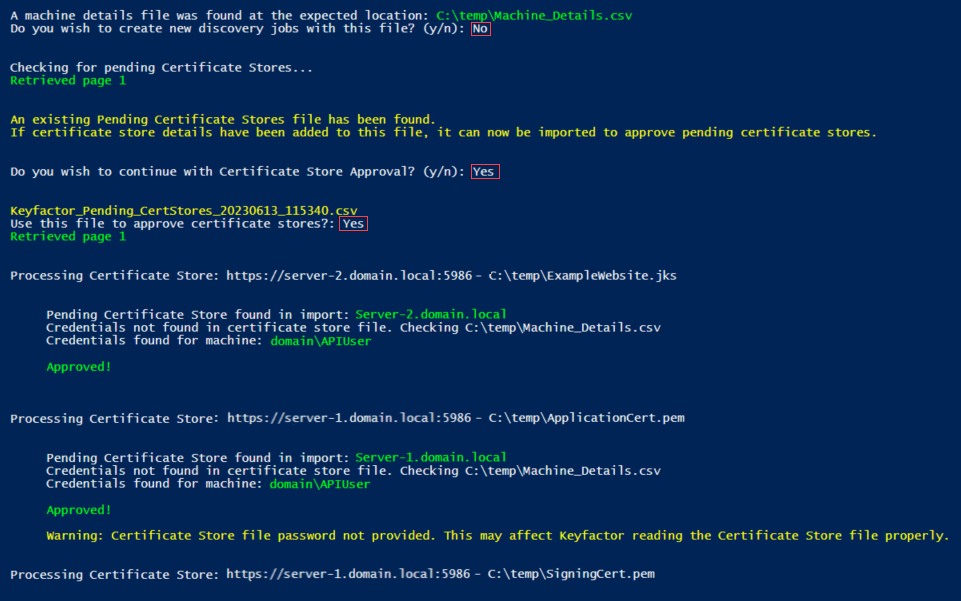 A machine details file was found at the expected location: C:\temp\Machine_Details.csv
Do you wish to create new discovery jobs with this file? (y/n): No
Checking for pending Certificate Stores...
Retrieved page 1
An existing Pending Certificate Stores file has been found.
If certificate store details have been added to this file, it can now be imported to approve pending certificate stores.
Do you wish to continue with Certificate Store Approval? (y/n): Yes
Keyfactor_Pending_CertStores_20230613_115340.csv
Use this file to approve certificate stores?: Yes
Retrieved page 1
Processing Certificate Store: https://server-2.domain.local:5986 - C:\temp\ExampleWebsite.jks
Pending Certificate Store found in import: Server-2.domain.local
Credentials not found in certificate store file. Checking C:\temp\Machine_Details.csv
Credentials found for machine: domain\APIUser
Approved!
Processing Certificate Store: https://server-1.domain.local:5986 - C:\temp\ApplicationCert.pem
Pending Certificate Store found in import: Server-1.domain.local
Credentials not found in certificate store file. Checking C:\temp\Machine_Details.csv
Credentials found for machine: domain\APIUser
Approved!
Warning: Certificate Store file password not provided. This may affect Keyfactor reading the Certificate Store file properly.
Processing Certificate Store: https://server-1.domain.local:5986 - C:\temp\SigningCert.pem